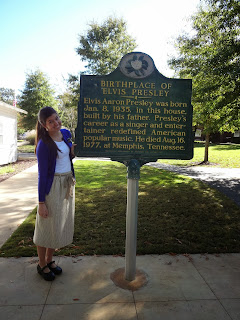 BIRTHPLACE OF
ELVIS PRESLEY
Elvis Aaron Presley was born
Jan. 8, 1935, in this house,
built by his father. Presley's
career as a singer and enter-
tainer redefined American
popular music. He died Aug. 16,
1977, at Memphis, Tennessee.